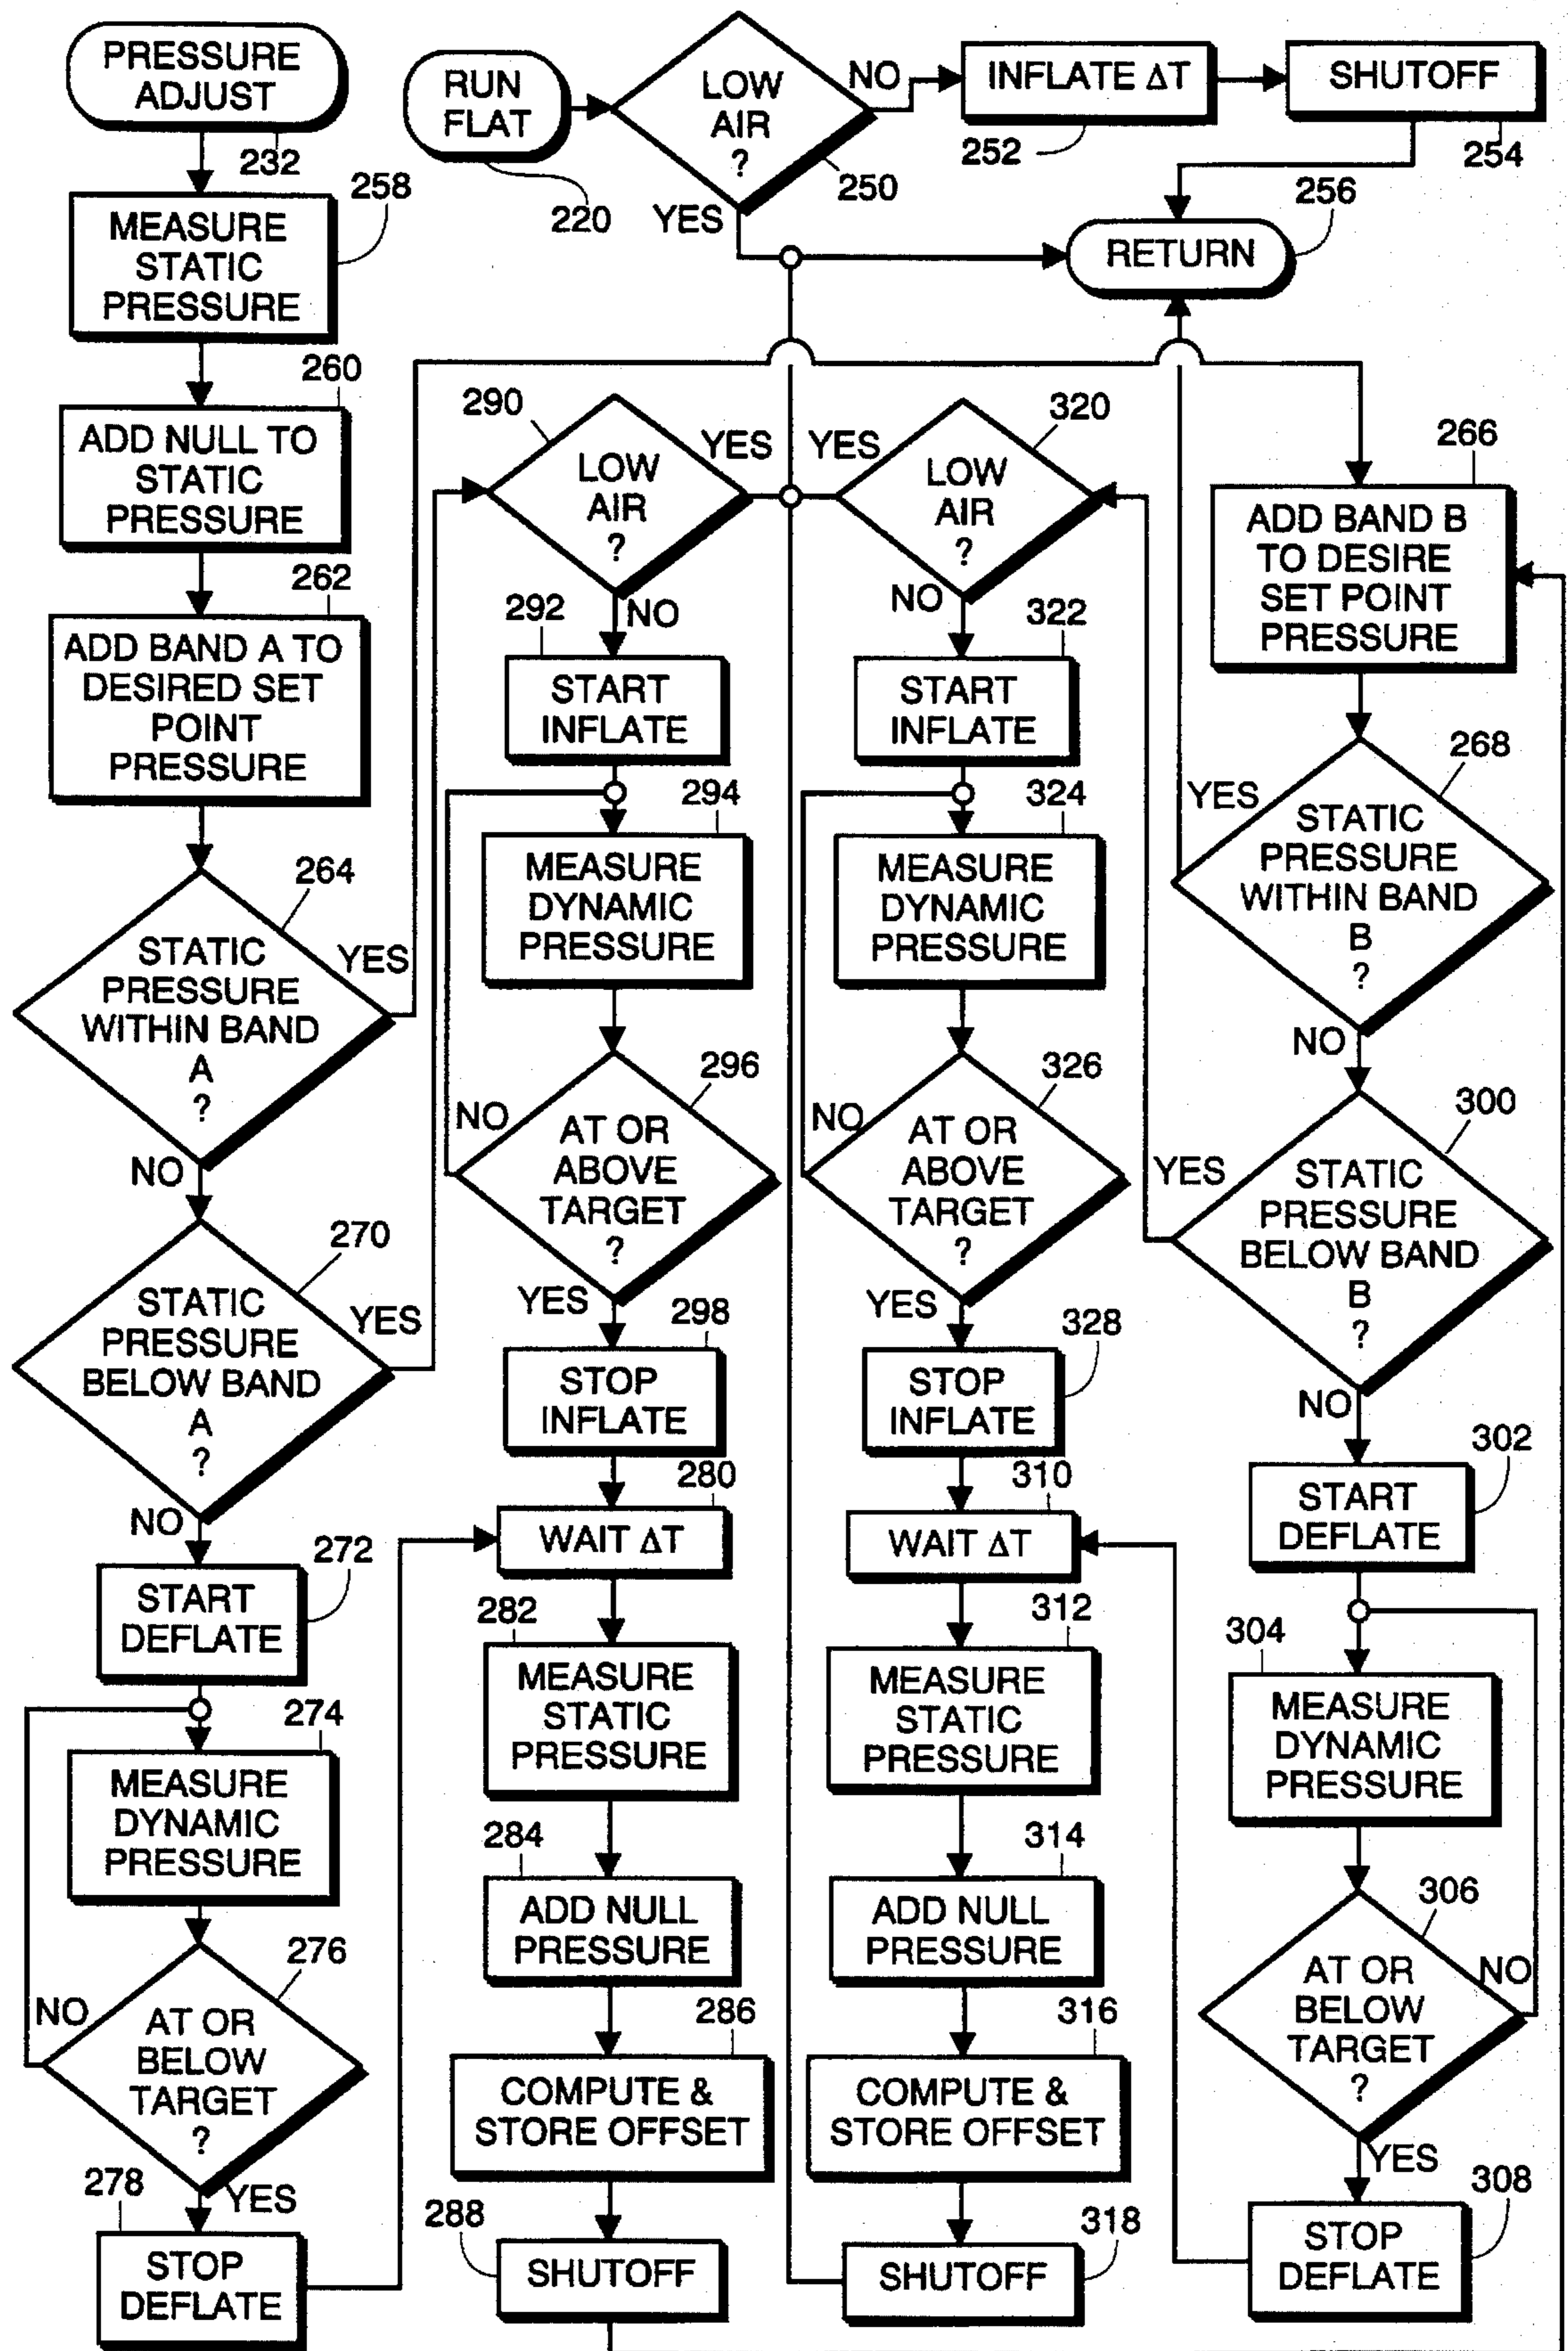 PRESSURE
ADJUST
232
258
MEASURE
STATIC
PRESSURE
260
ADD NULL TO
STATIC
PRESSURE
262
ADD BAND A TO
DESIRED SET
POINT
PRESSURE
264
STATIC
PRESSURE
WITHIN BAND
A
?
YES
NO
270
STATIC
PRESSURE
BELOW BAND
A
?
YES
NO
272
START
DEFLATE
274
MEASURE
DYNAMIC
PRESSURE
276
NO
AT OR
BELOW
TARGET
?
YES
278
STOP
DEFLATE
RUN
FLAT
220
LOW
AIR
?
250
NO
YES
INFLATE ΔT
252
SHUTOFF
254
256
RETURN
290
LOW
AIR
?
YES
NO
292
START
INFLATE
294
MEASURE
DYNAMIC
PRESSURE
296
NO
AT OR
ABOVE
TARGET
?
YES
298
STOP
INFLATE
280
WAIT ΔT
282
MEASURE
STATIC
PRESSURE
284
ADD NULL
PRESSURE
286
COMPUTE &
STORE OFFSET
288
SHUTOFF
320
YES
LOW
AIR
?
NO
322
START
INFLATE
324
MEASURE
DYNAMIC
PRESSURE
326
NO
AT OR
ABOVE
TARGET
?
YES
328
STOP
INFLATE
310
WAIT ΔT
312
MEASURE
STATIC
PRESSURE
314
ADD NULL
PRESSURE
316
COMPUTE &
STORE OFFSET
318
SHUTOFF
266
ADD BAND B
TO DESIRE
SET POINT
PRESSURE
268
YES
STATIC
PRESSURE
WITHIN BAND
B
?
NO
300
YES
STATIC
PRESSURE
BELOW BAND
B
?
NO
302
START
DEFLATE
304
MEASURE
DYNAMIC
PRESSURE
306
AT OR
BELOW
TARGET
?
NO
YES
308
STOP
DEFLATE